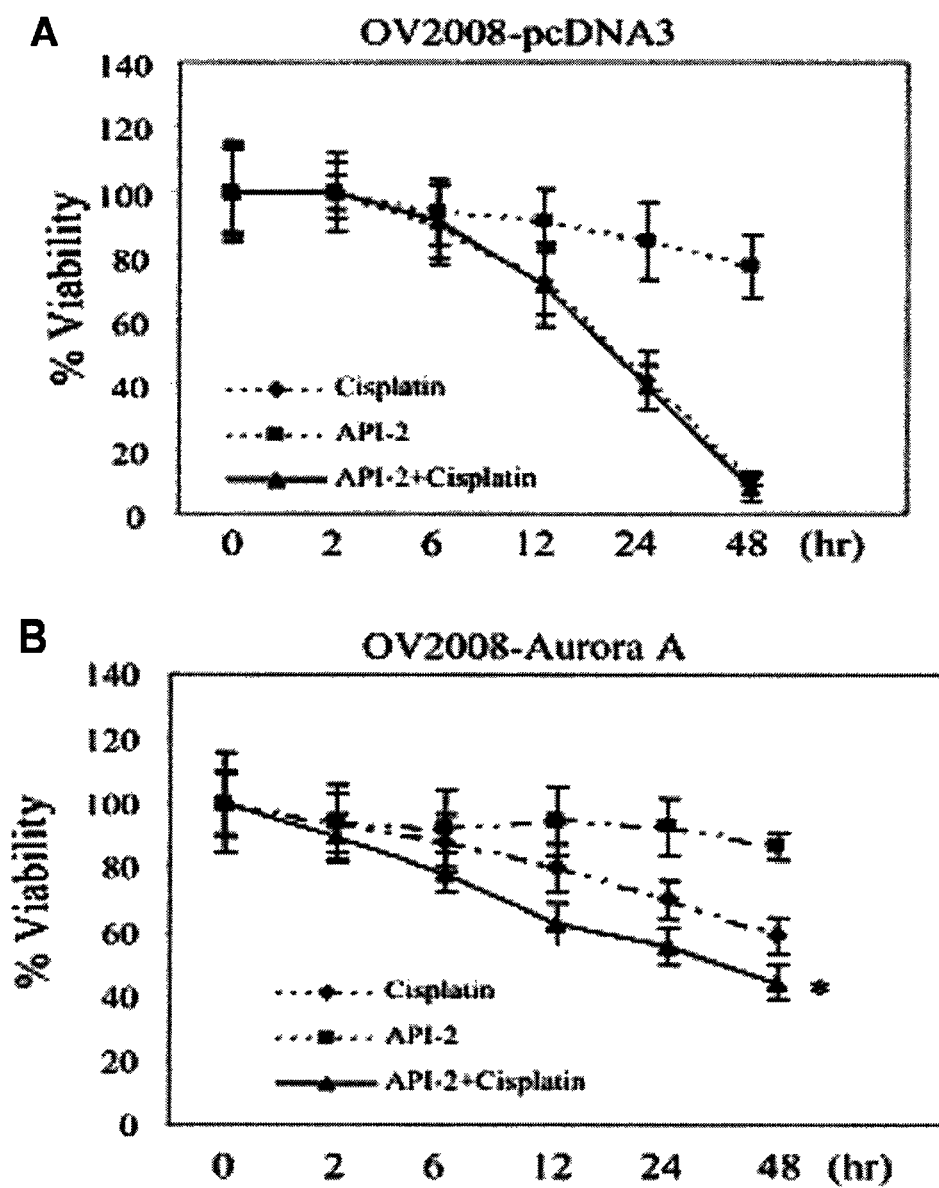 A
OV2008-pcDNA3
140
120
100
80
60
40
20
0
% Viability
Cisplatin
API-2
API-2+Cisplatin
0 2 6 12 24 48 (hr)
B
OV2008-Aurora A
140
120
100
80
60
40
20
0
% Viability
Cisplatin
API-2
API-2+Cisplatin
*
0 2 6 12 24 48 (hr)